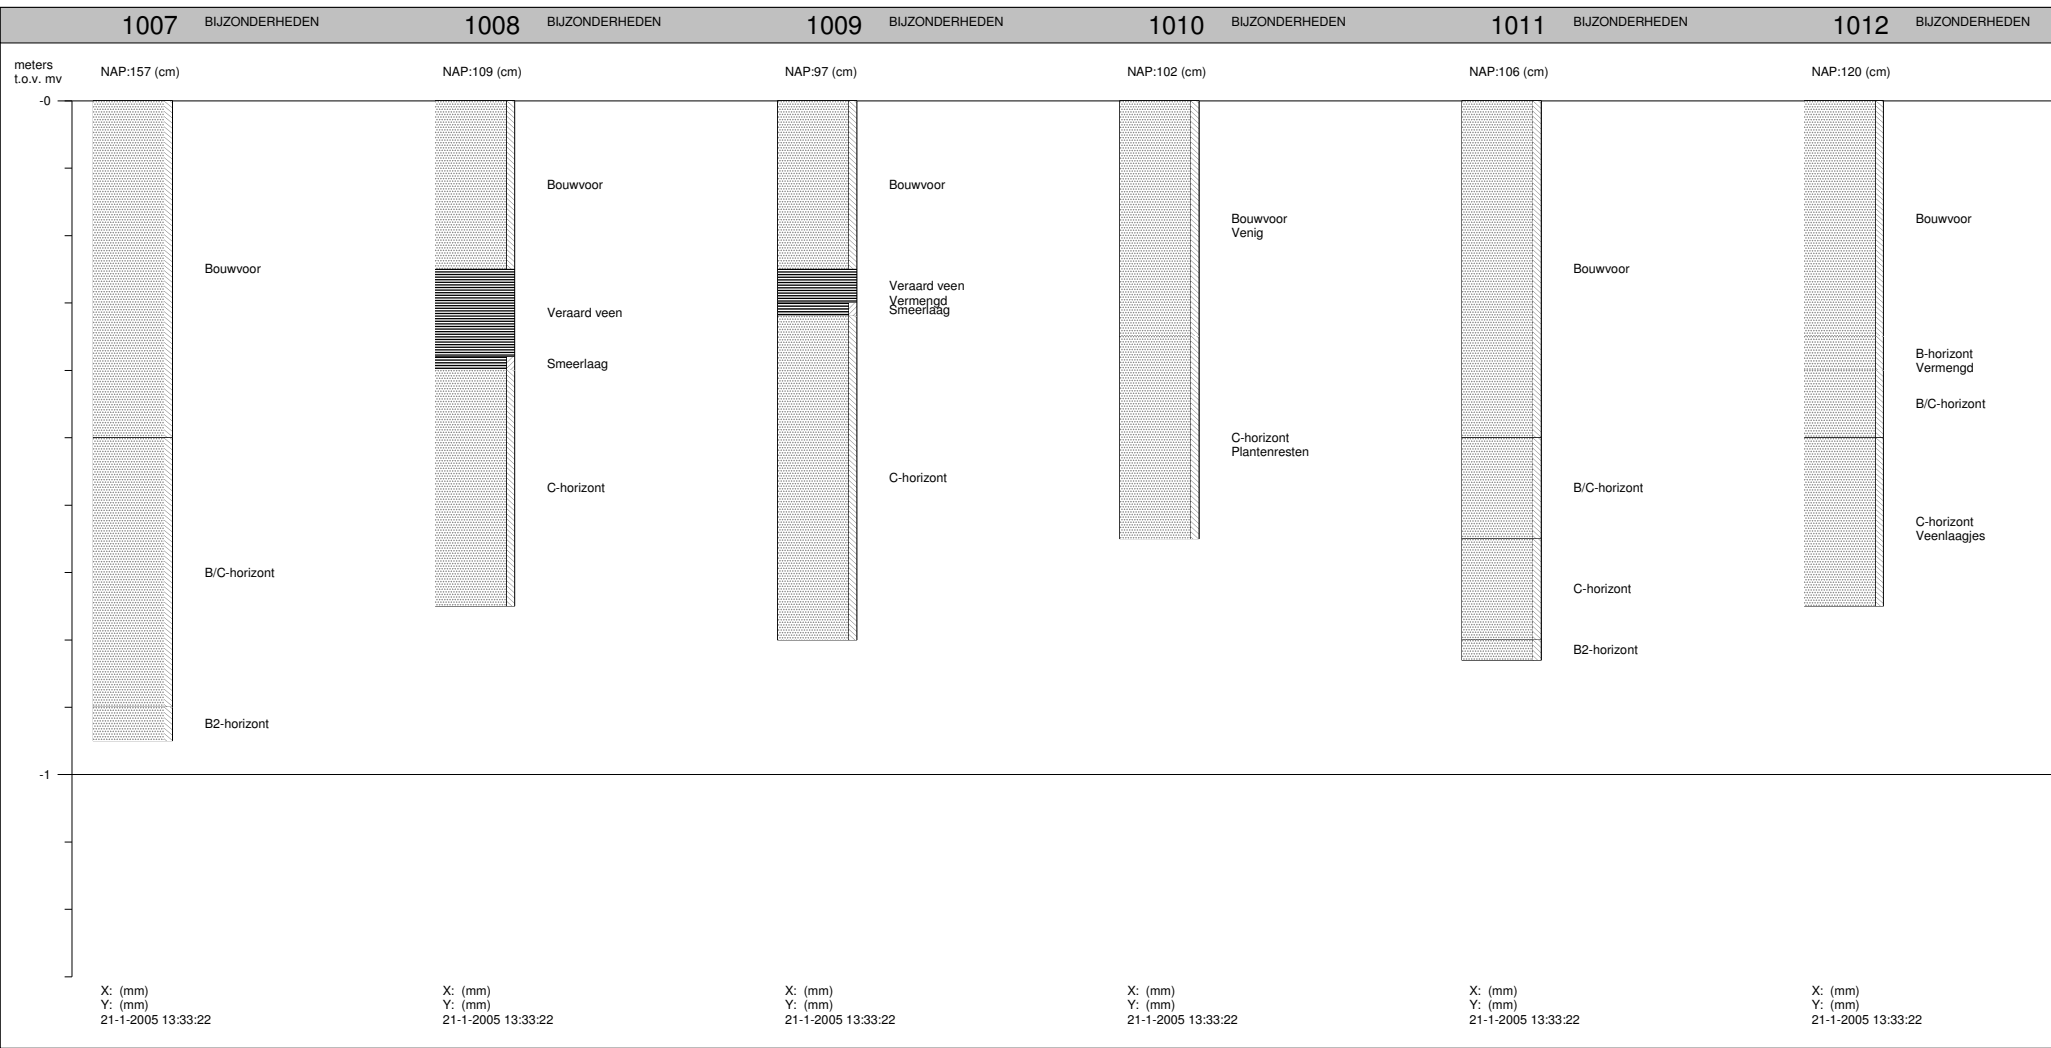 1007 BIJZONDERHEDEN 1008 BIJZONDERHEDEN 1009 BIJZONDERHEDEN 1010 BIJZONDERHEDEN 1011 BIJZONDERHEDEN 1012 BIJZONDERHEDEN
meters
t.o.v. mv
NAP:157 (cm) NAP:109 (cm) NAP:97 (cm) NAP:102 (cm) NAP:106 (cm) NAP:120 (cm)
-0
-1
Bouwvoor
B/C-horizont
B2-horizont
Bouwvoor
Veraard veen
Smeerlaag
C-horizont
Bouwvoor
Veraard veen
Vermengd
Smeerlaag
C-horizont
Bouwvoor
Venig
C-horizont
Plantenresten
Bouwvoor
B/C-horizont
C-horizont
B2-horizont
Bouwvoor
B-horizont
Vermengd
B/C-horizont
C-horizont
Veenlaagjes
X: (mm) X: (mm) X: (mm) X: (mm) X: (mm) X: (mm)
Y: (mm) Y: (mm) Y: (mm) Y: (mm) Y: (mm) Y: (mm)
21-1-2005 13:33:22 21-1-2005 13:33:22 21-1-2005 13:33:22 21-1-2005 13:33:22 21-1-2005 13:33:22 21-1-2005 13:33:22